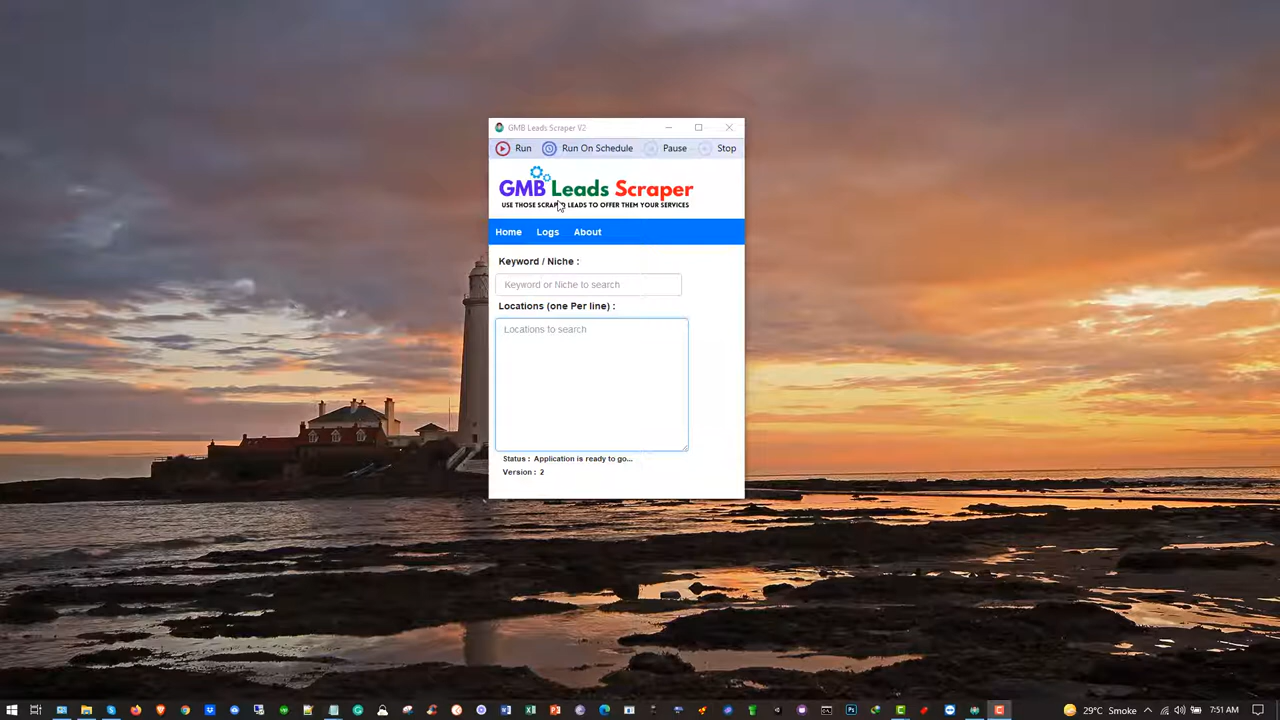 GMB Leads Scraper V2
Run Run On Schedule Pause Stop
GMB Leads Scraper
USE THOSE SCRAPED LEADS TO OFFER THEM YOUR SERVICES
Home Logs About
Keyword / Niche :
Keyword or Niche to search
Locations (one Per line) :
Locations to search
Status : Application is ready to go...
Version : 2
29°C Smoke 7:51 AM